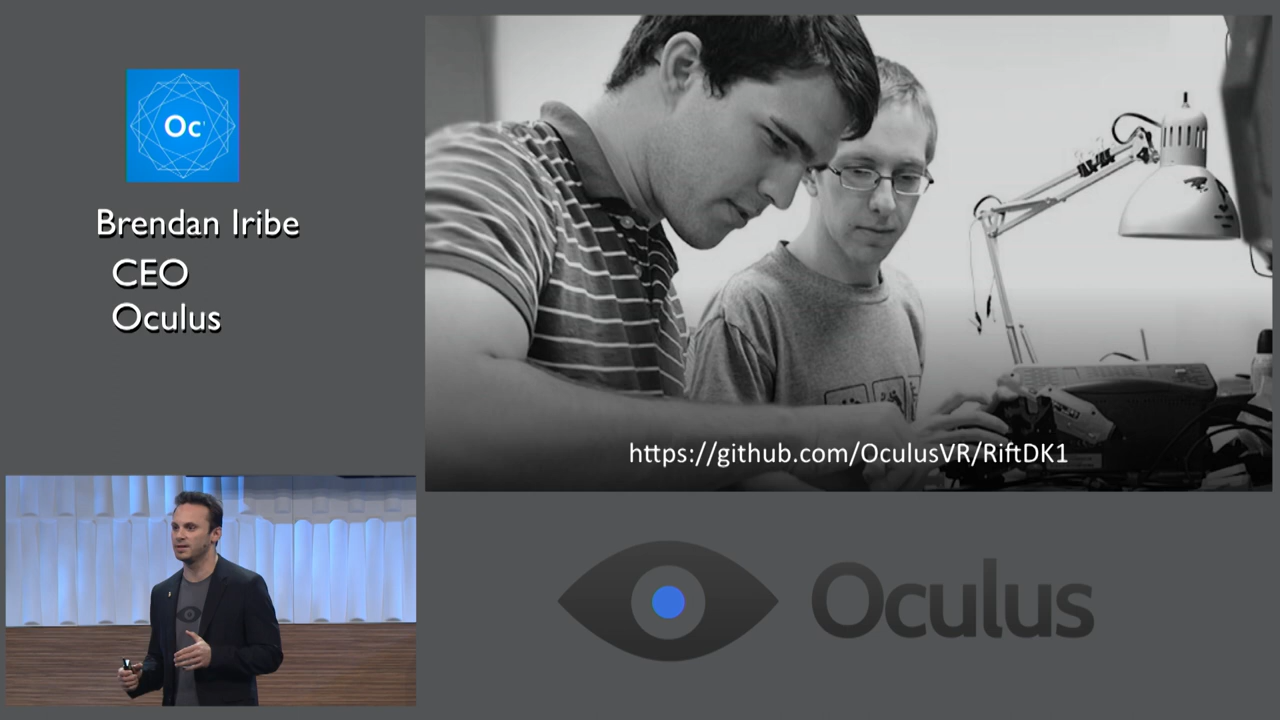 Oc
Brendan Iribe
CEO
Oculus
https://github.com/OculusVR/RiftDK1
Oculus